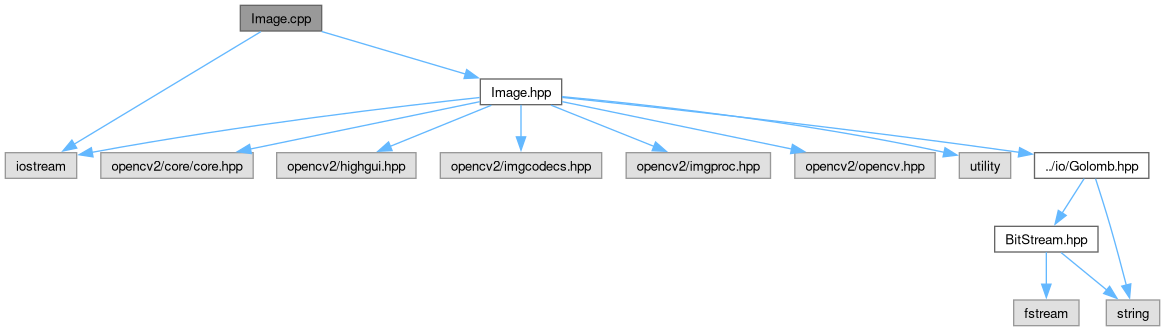 Image.cpp
Image.hpp
iostream
opencv2/core/core.hpp
opencv2/highgui.hpp
opencv2/imgcodecs.hpp
opencv2/imgproc.hpp
opencv2/opencv.hpp
utility
../io/Golomb.hpp
BitStream.hpp
fstream
string